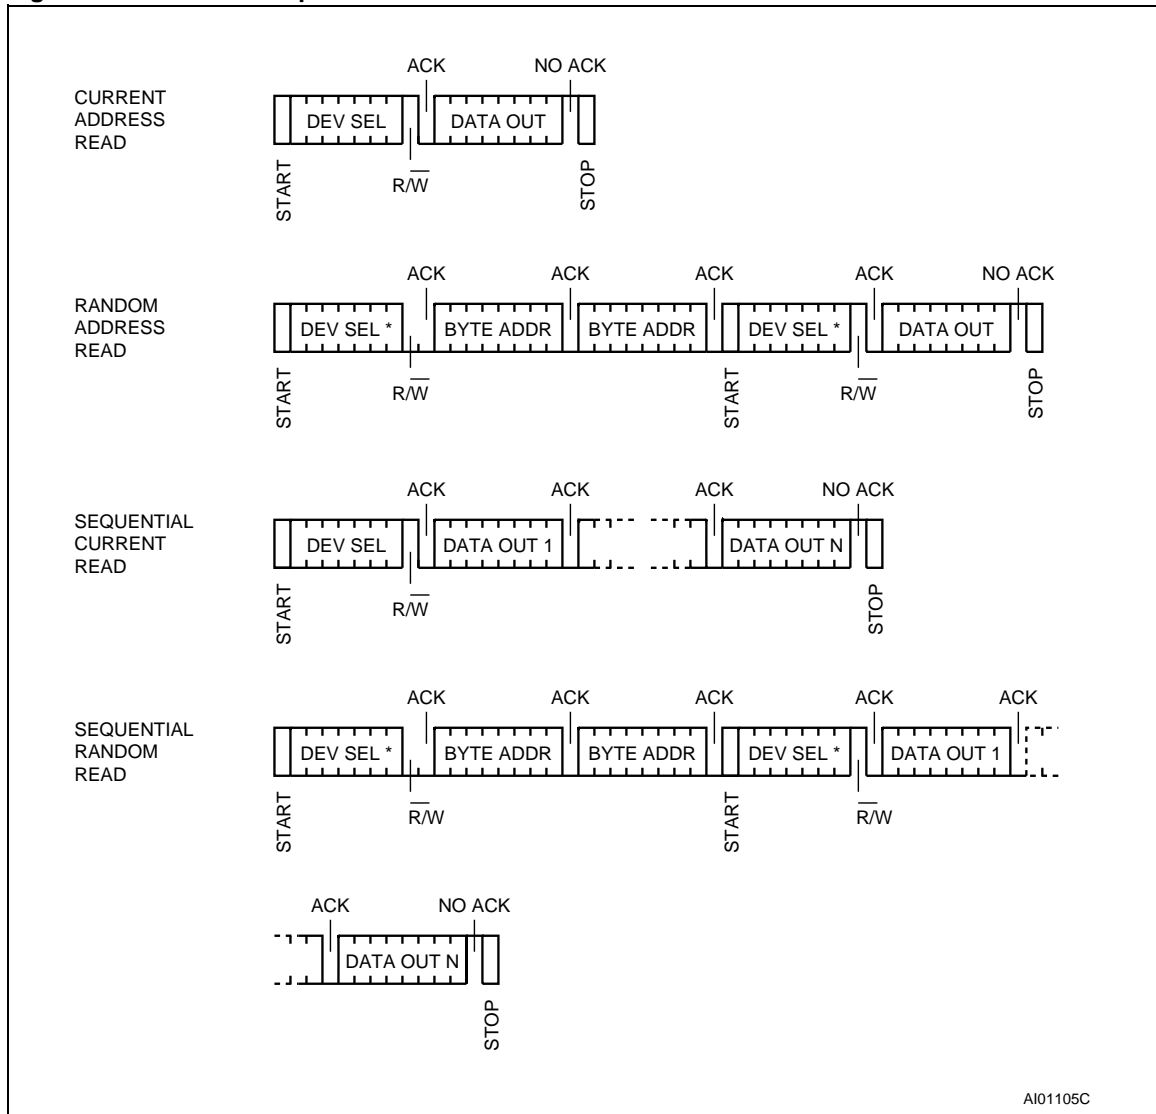 ACK NO ACK
CURRENT
ADDRESS
READ
DEV SEL DATA OUT
START
R/W̅
STOP
ACK ACK ACK ACK NO ACK
RANDOM
ADDRESS
READ
DEV SEL * BYTE ADDR BYTE ADDR DEV SEL * DATA OUT
START
R/W̅
START
R/W̅
STOP
ACK ACK ACK NO ACK
SEQUENTIAL
CURRENT
READ
DEV SEL DATA OUT 1 DATA OUT N
START
R/W̅
STOP
ACK ACK ACK ACK ACK
SEQUENTIAL
RANDOM
READ
DEV SEL * BYTE ADDR BYTE ADDR DEV SEL * DATA OUT 1
START
R̅/W
START
R̅/W
ACK NO ACK
DATA OUT N
STOP
AI01105C